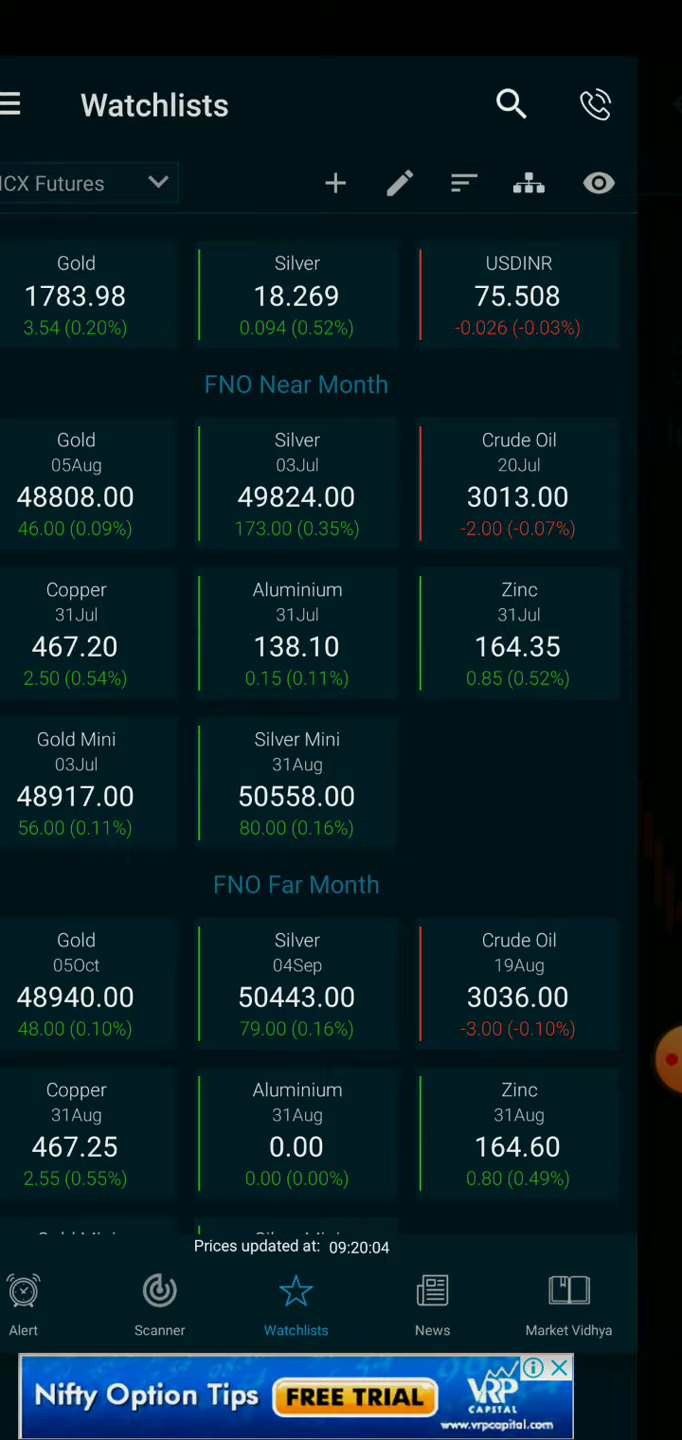 Watchlists
ICX Futures
Gold Silver USDINR
1783.98 18.269 75.508
3.54 (0.20%) 0.094 (0.52%) -0.026 (-0.03%)
FNO Near Month
Gold Silver Crude Oil
05Aug 03Jul 20Jul
48808.00 49824.00 3013.00
46.00 (0.09%) 173.00 (0.35%) -2.00 (-0.07%)
Copper Aluminium Zinc
31Jul 31Jul 31Jul
467.20 138.10 164.35
2.50 (0.54%) 0.15 (0.11%) 0.85 (0.52%)
Gold Mini Silver Mini
03Jul 31Aug
48917.00 50558.00
56.00 (0.11%) 80.00 (0.16%)
FNO Far Month
Gold Silver Crude Oil
05Oct 04Sep 19Aug
48940.00 50443.00 3036.00
48.00 (0.10%) 79.00 (0.16%) -3.00 (-0.10%)
Copper Aluminium Zinc
31Aug 31Aug 31Aug
467.25 0.00 164.60
2.55 (0.55%) 0.00 (0.00%) 0.80 (0.49%)
Prices updated at: 09:20:04
Alert Scanner Watchlists News Market Vidhya
Nifty Option Tips FREE TRIAL VRP
CAPITAL
www.vrpcapital.com